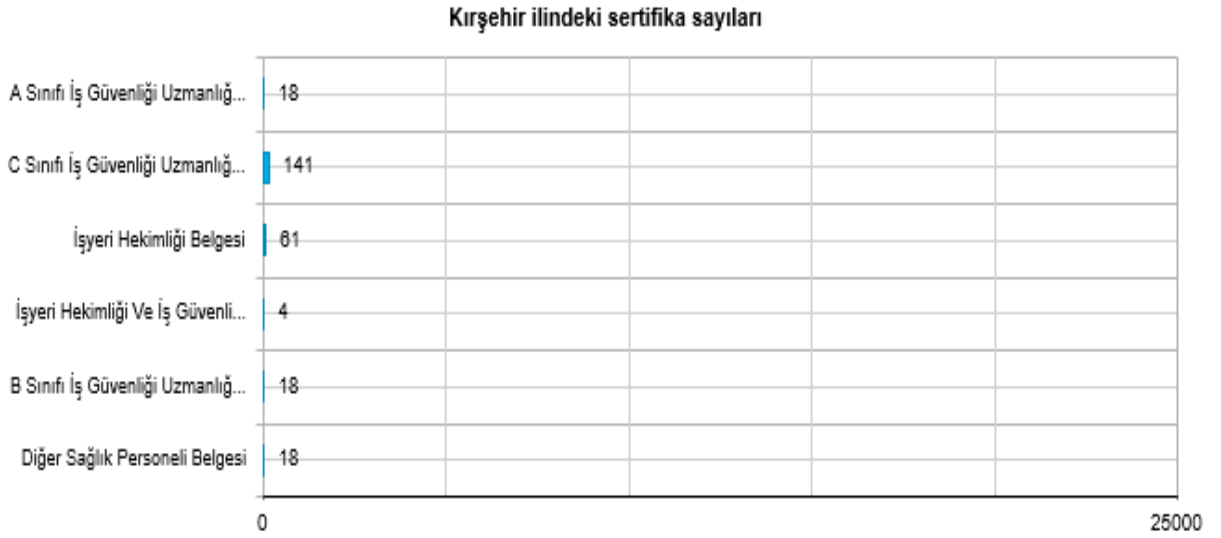 Kırşehir ilindeki sertifika sayıları
A Sınıfı İş Güvenliği Uzmanlığ... 18
C Sınıfı İş Güvenliği Uzmanlığ... 141
İşyeri Hekimliği Belgesi 61
İşyeri Hekimliği Ve İş Güvenli... 4
B Sınıfı İş Güvenliği Uzmanlığ... 18
Diğer Sağlık Personeli Belgesi 18
0 25000